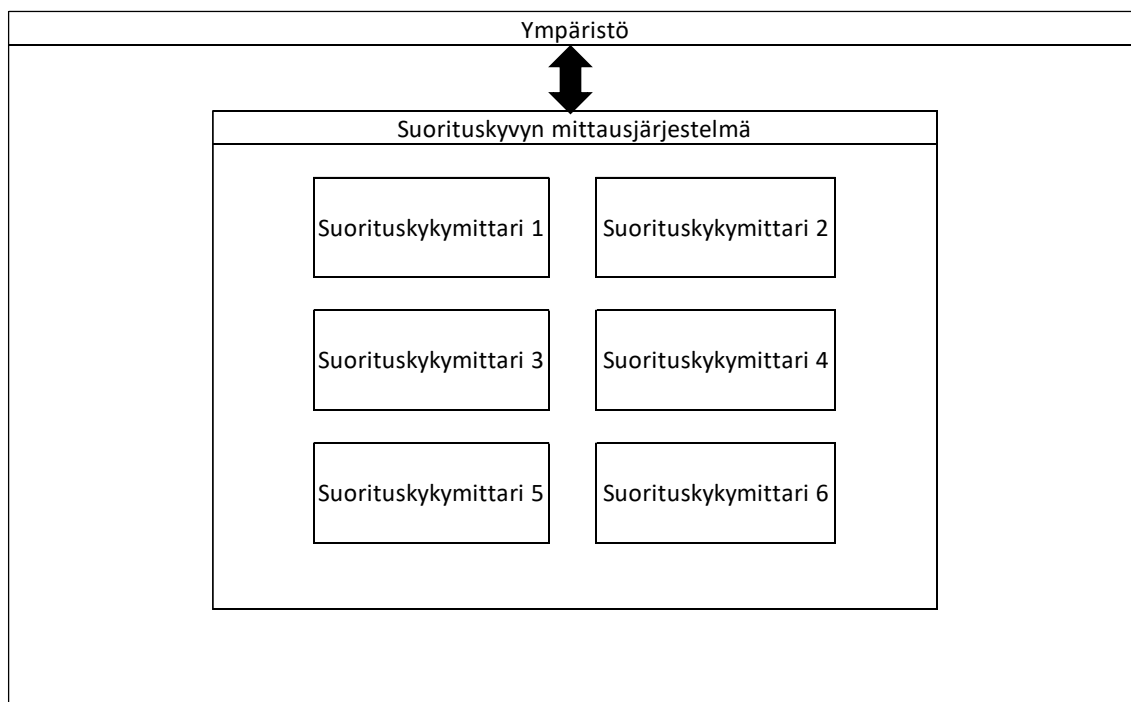 Ympäristö
Suorituskyvyn mittausjärjestelmä
Suorituskykymittari 1
Suorituskykymittari 2
Suorituskykymittari 3
Suorituskykymittari 4
Suorituskykymittari 5
Suorituskykymittari 6